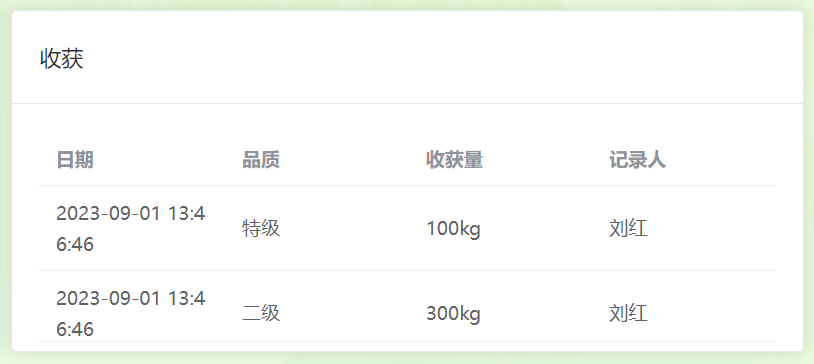 收获
日期 品质 收获量 记录人
2023-09-01 13:4
6:46 特级 100kg 刘红
2023-09-01 13:4
6:46 二级 300kg 刘红